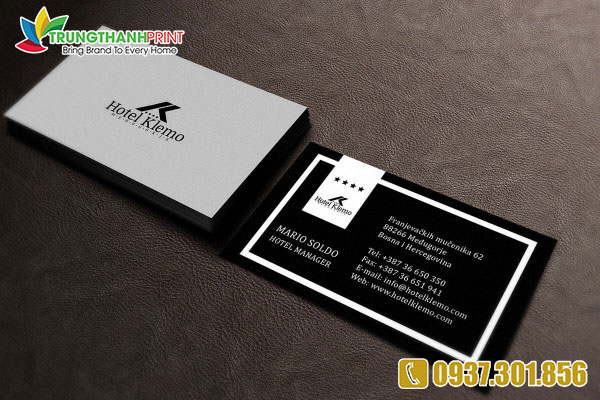 TRUNGTHANHPRINT
Bring Brand To Every Home
Hotel Klemo
MEĐUGORJE
★★★★
Hotel Klemo
MARIO SOLDO
HOTEL MANAGER
Franjevačkih mučenika 62
88266 Međugorje
Bosna i Hercegovina
Tel: +387 36 650 350
Fax: +387 36 651 941
E-mail: info@hotelklemo.com
Web: www.hotelklemo.com
0937.301.856